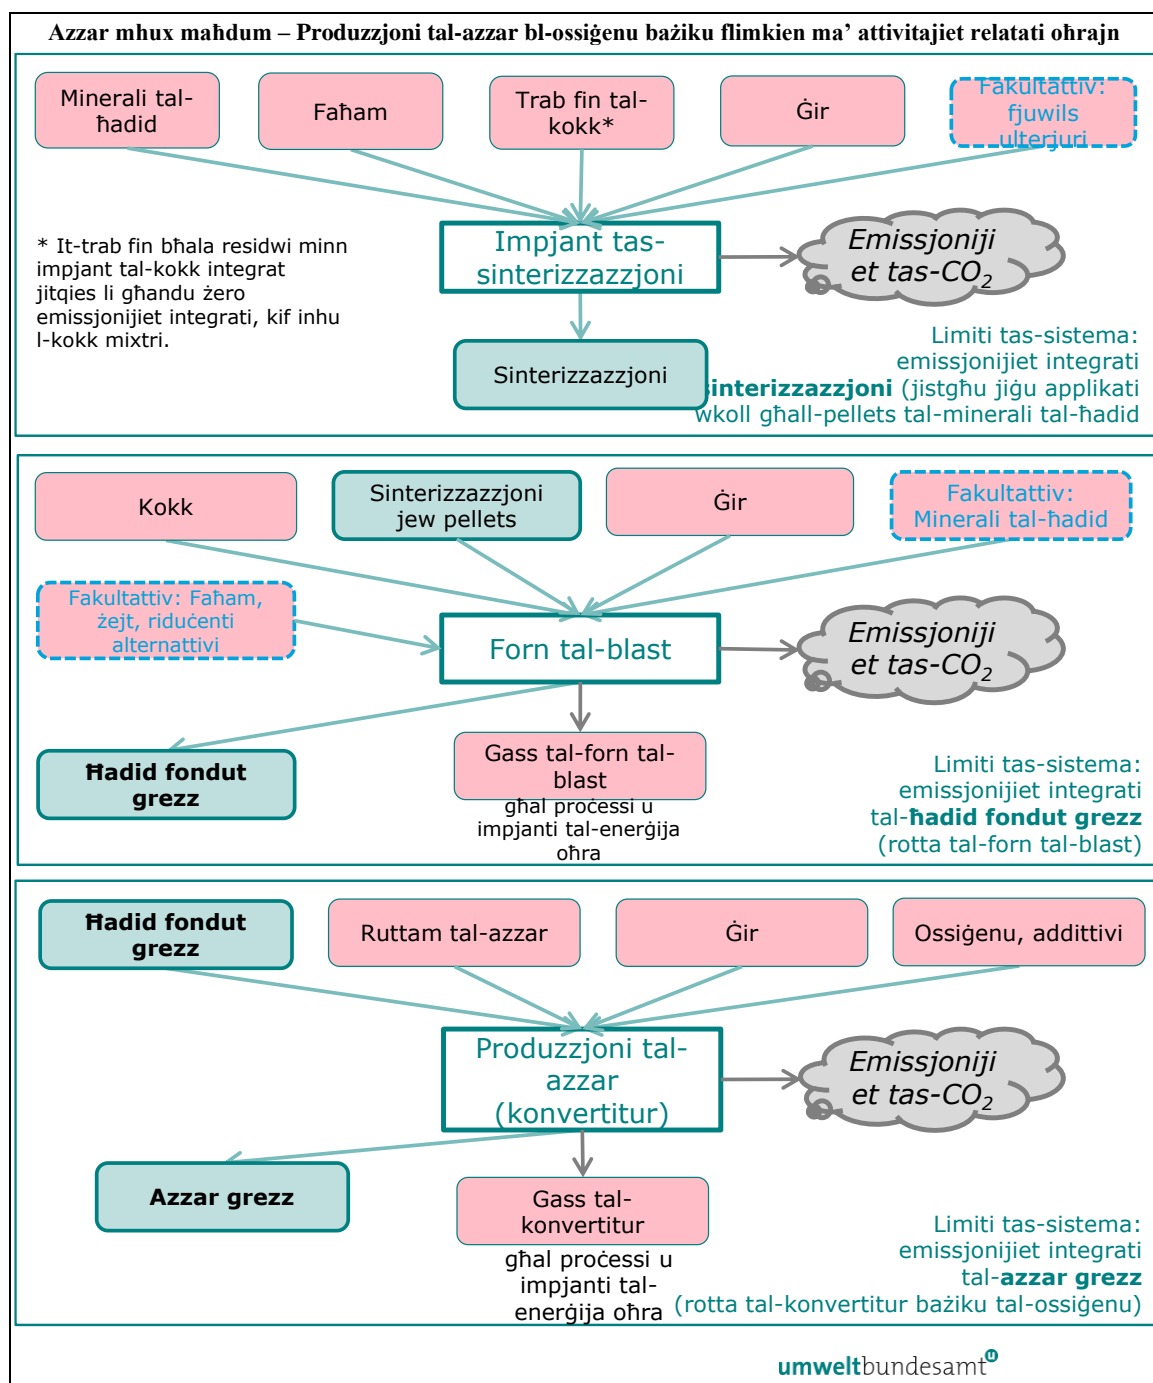 Azzar mhux maħdum – Produzzjoni tal-azzar bl-ossiġenu bażiku flimkien ma’ attivitajiet relatati oħrajn
Minerali tal-
ħadid
Faħam
Trab fin tal-
kokk*
Ġir
Fakultattiv:
fjuwils
ulterjuri
* It-trab fin bħala residwi minn
impjant tal-kokk integrat
jitqies li għandu żero
emissjonijiet integrati, kif inhu
l-kokk mixtri.
Impjant tas-
sinterizzazzjoni
Emissjoniji
et tas-CO2
Sinterizzazzjoni
Limiti tas-sistema:
emissjonijiet integrati
sinterizzazzjoni (jistgħu jiġu applikati
wkoll għall-pellets tal-minerali tal-ħadid
Kokk
Sinterizzazzjoni
jew pellets
Ġir
Fakultattiv:
Minerali tal-ħadid
Fakultattiv: Faħam,
żejt, riduċenti
alternattivi
Forn tal-blast
Emissjoniji
et tas-CO2
Ħadid fondut
grezz
Gass tal-forn tal-
blast
għal proċessi u
impjanti tal-enerġija
oħra
Limiti tas-sistema:
emissjonijiet integrati
tal-ħadid fondut grezz
(rotta tal-forn tal-blast)
Ħadid fondut
grezz
Ruttam tal-azzar
Ġir
Ossiġenu, addittivi
Produzzjoni tal-
azzar
(konvertitur)
Emissjoniji
et tas-CO2
Azzar grezz
Gass tal-
konvertitur
għal proċessi u
impjanti tal-
enerġija oħra
Limiti tas-sistema:
emissjonijiet integrati
tal-azzar grezz
(rotta tal-konvertitur bażiku tal-ossiġenu)
umweltbundesamt u